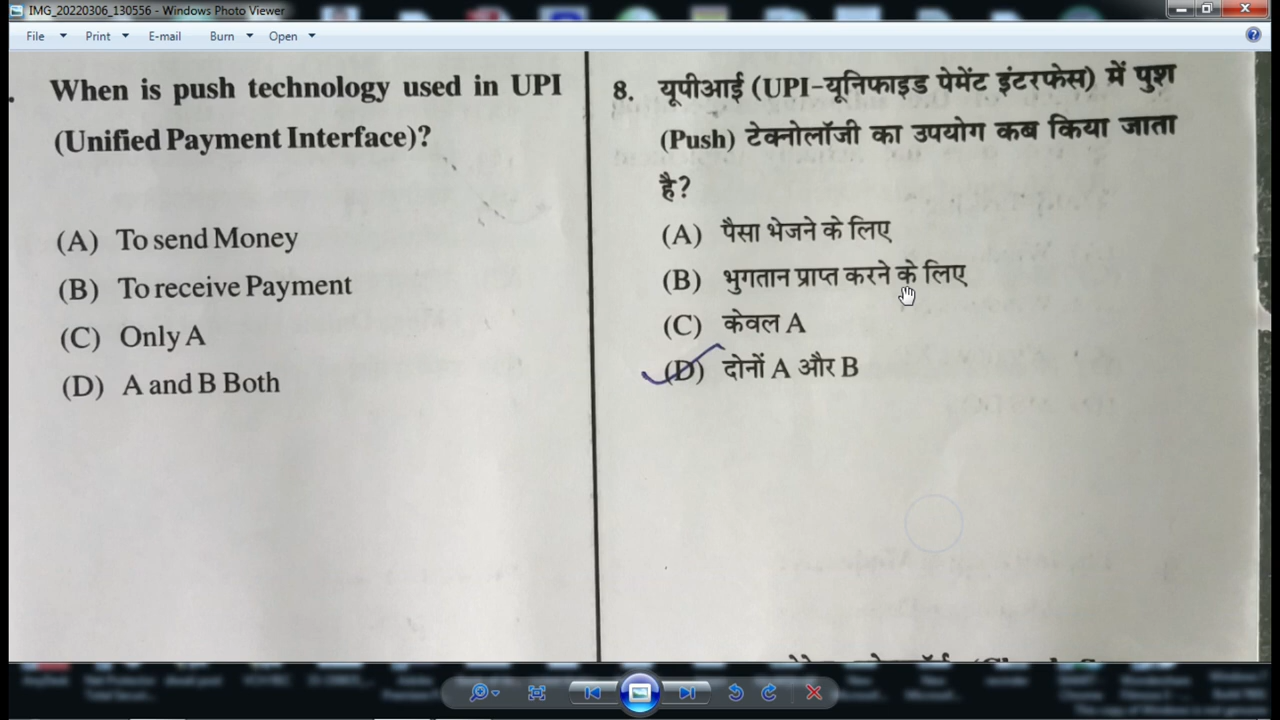 IMG_20220306_130556 - Windows Photo Viewer
File Print E-mail Burn Open
When is push technology used in UPI
(Unified Payment Interface)?
(A) To send Money
(B) To receive Payment
(C) Only A
(D) A and B Both
8. यूपीआई (UPI-यूनिफाइड पेमेंट इंटरफेस) में पुश
(Push) टेक्नोलॉजी का उपयोग कब किया जाता
है?
(A) पैसा भेजने के लिए
(B) भुगतान प्राप्त करने के लिए
(C) केवल A
(D) दोनों A और B